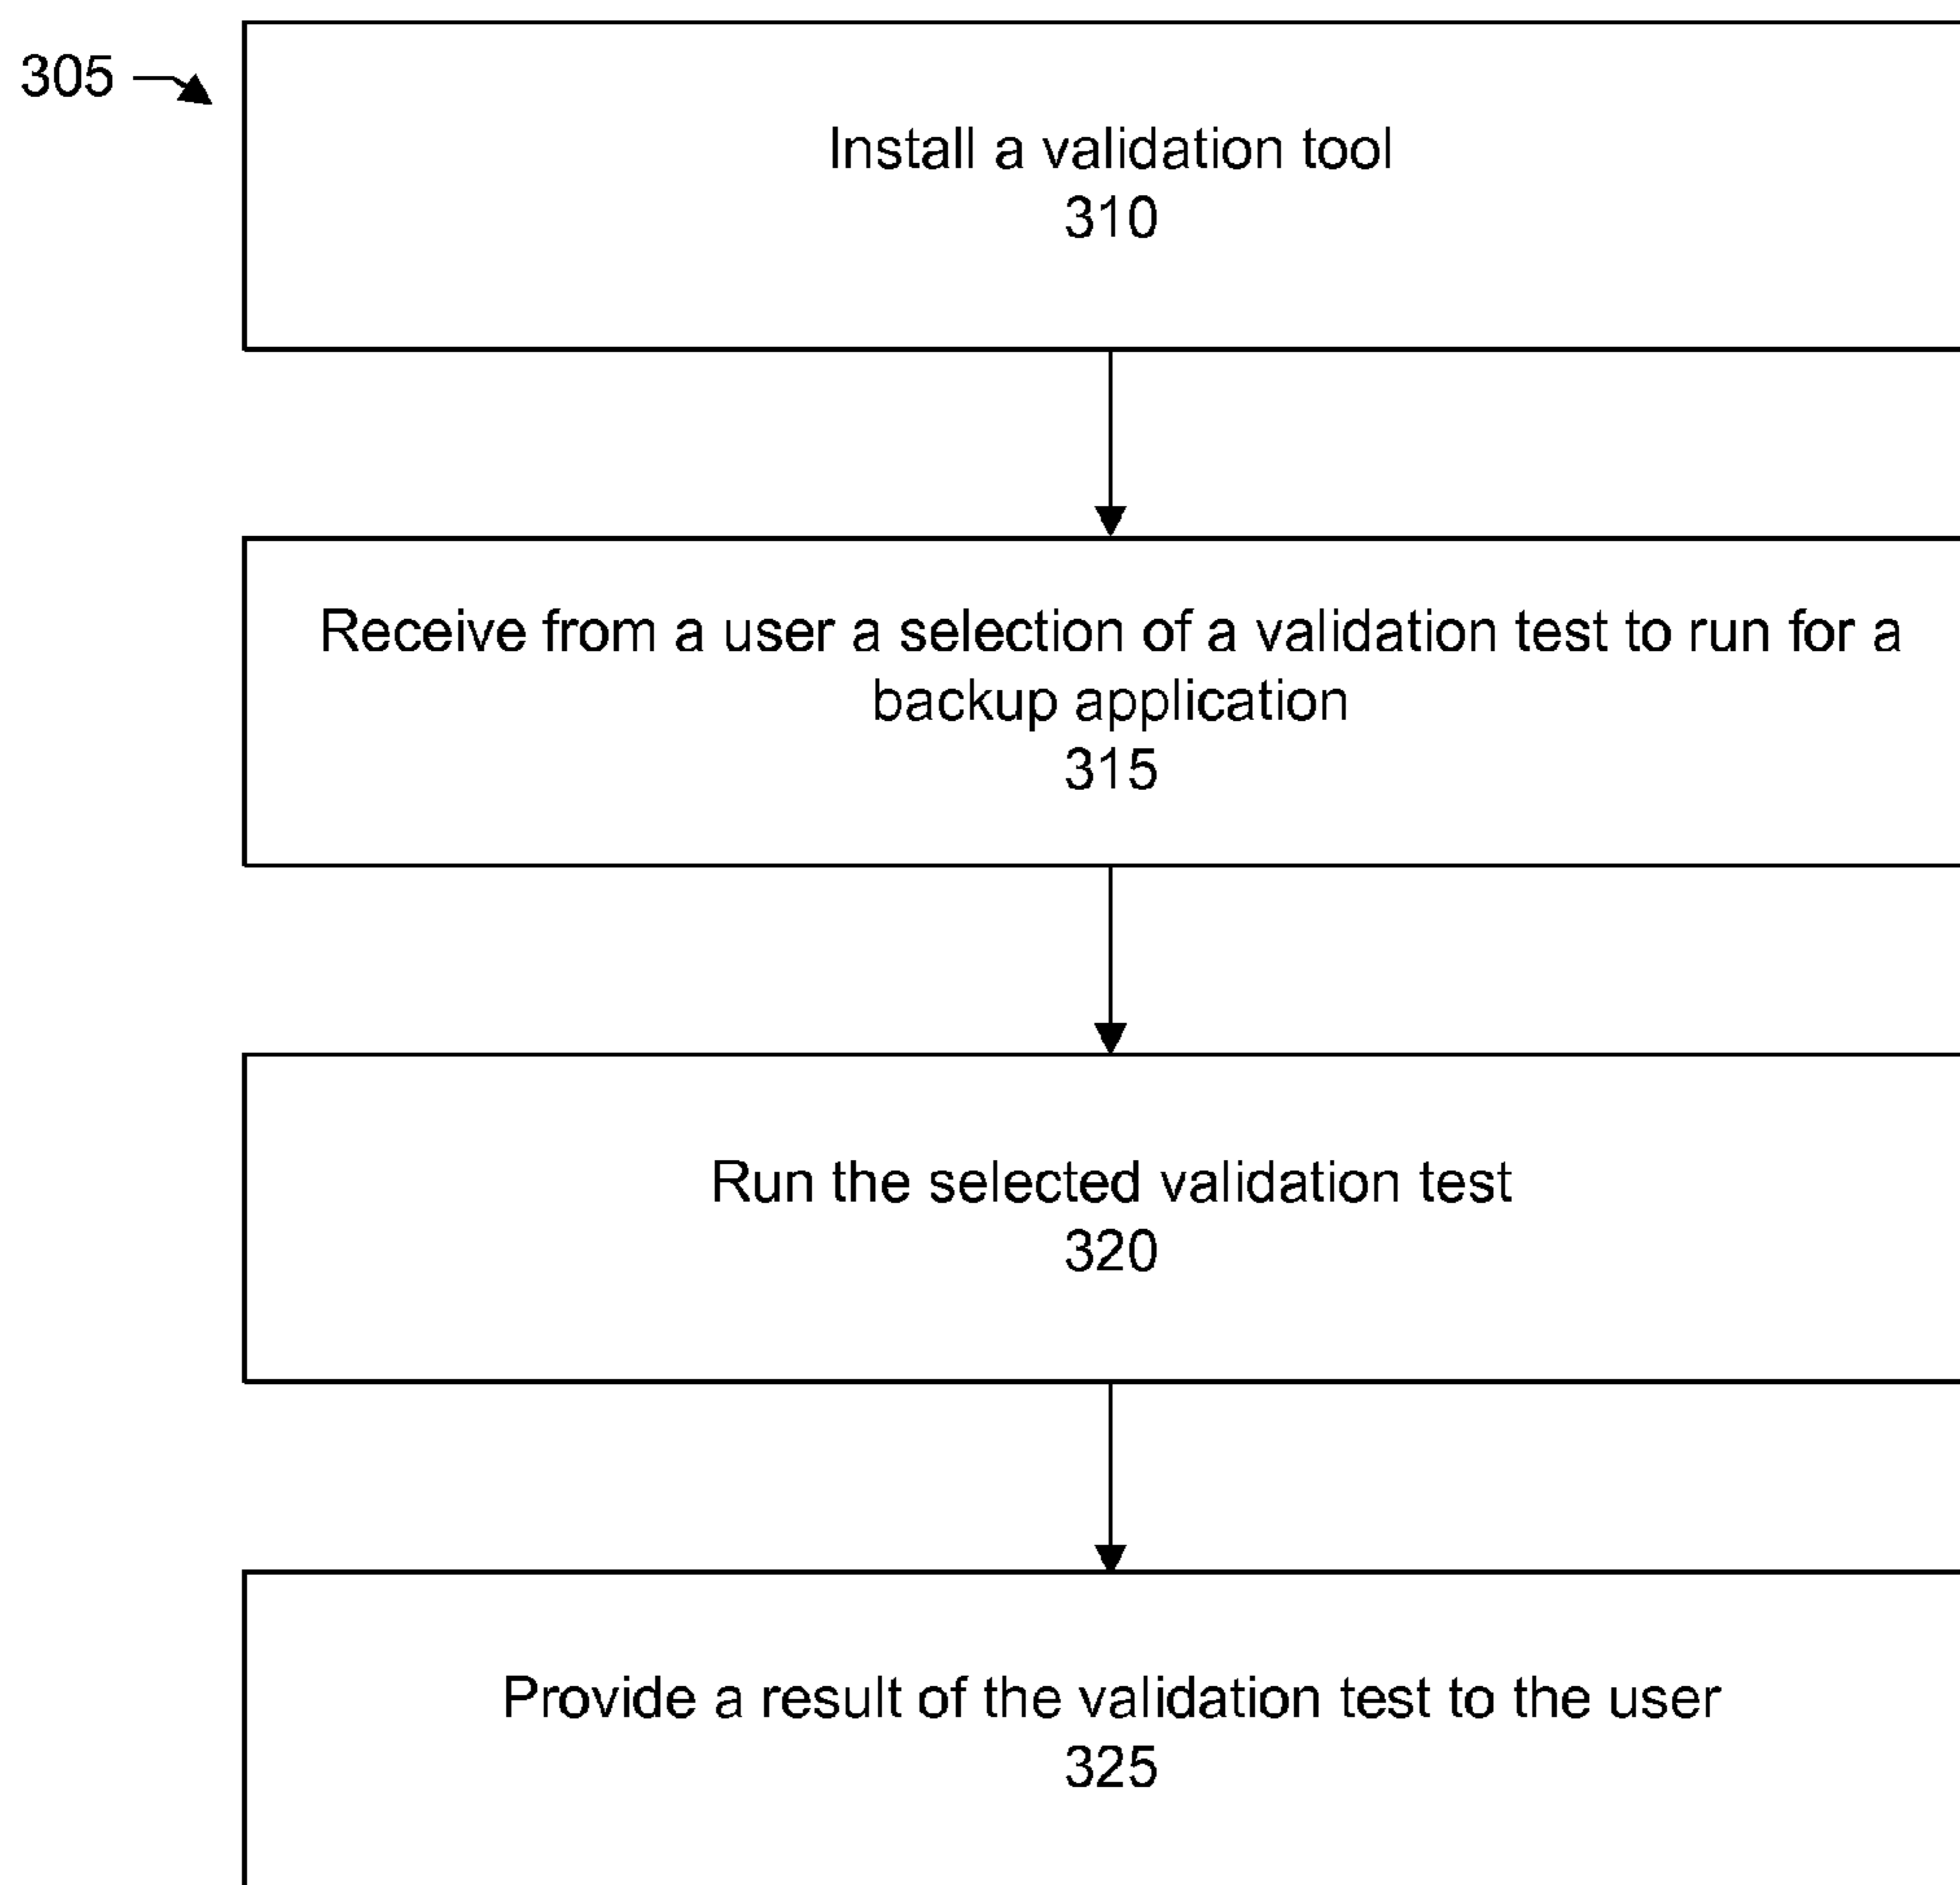 305
Install a validation tool
310
Receive from a user a selection of a validation test to run for a
backup application
315
Run the selected validation test
320
Provide a result of the validation test to the user
325